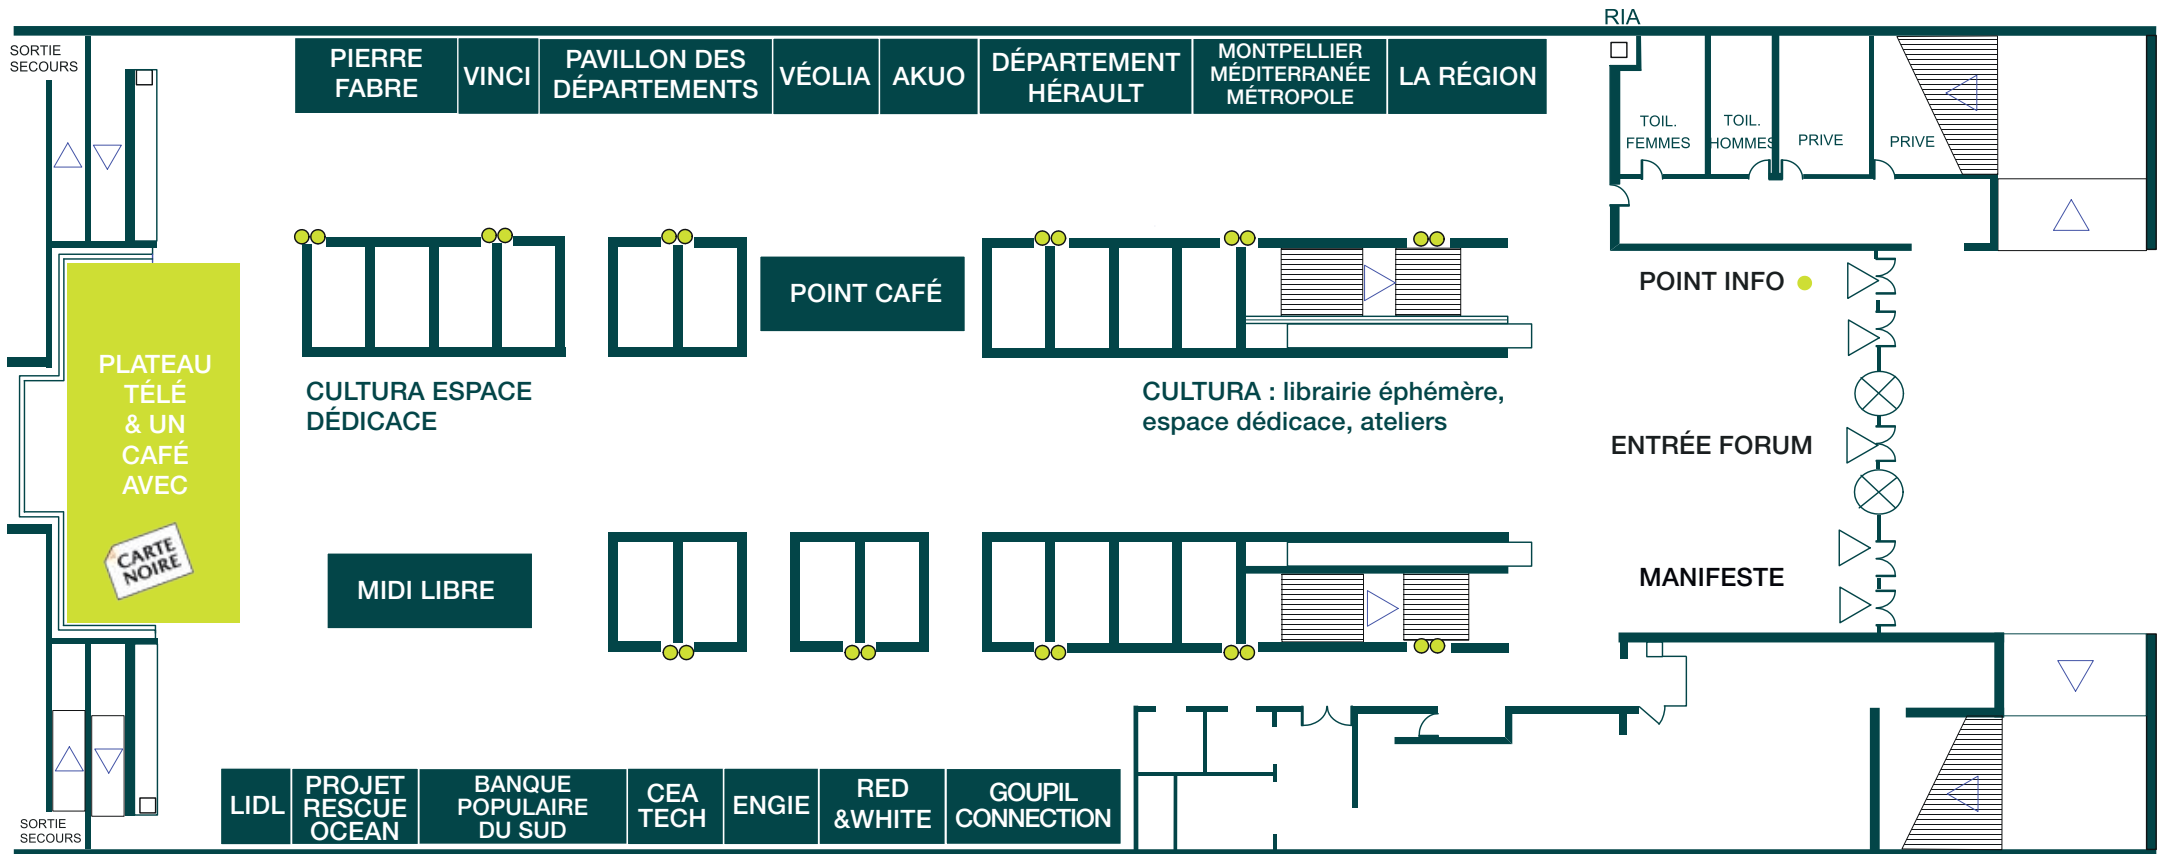 RIA
SORTIE
SECOURS
PIERRE
FABRE
VINCI
PAVILLON DES
DÉPARTEMENTS
VÉOLIA
AKUO
DÉPARTEMENT
HÉRAULT
MONTPELLIER
MÉDITERRANÉE
MÉTROPOLE
LA RÉGION
TOIL.
FEMMES
TOIL.
HOMMES
PRIVE
PRIVE
POINT CAFÉ
POINT INFO
PLATEAU
TÉLÉ
& UN
CAFÉ
AVEC
CARTE
NOIRE
CULTURA ESPACE
DÉDICACE
CULTURA : librairie éphémère,
espace dédicace, ateliers
ENTRÉE FORUM
MIDI LIBRE
MANIFESTE
SORTIE
SECOURS
LIDL
PROJET
RESCUE
OCEAN
BANQUE
POPULAIRE
DU SUD
CEA
TECH
ENGIE
RED
&WHITE
GOUPIL
CONNECTION